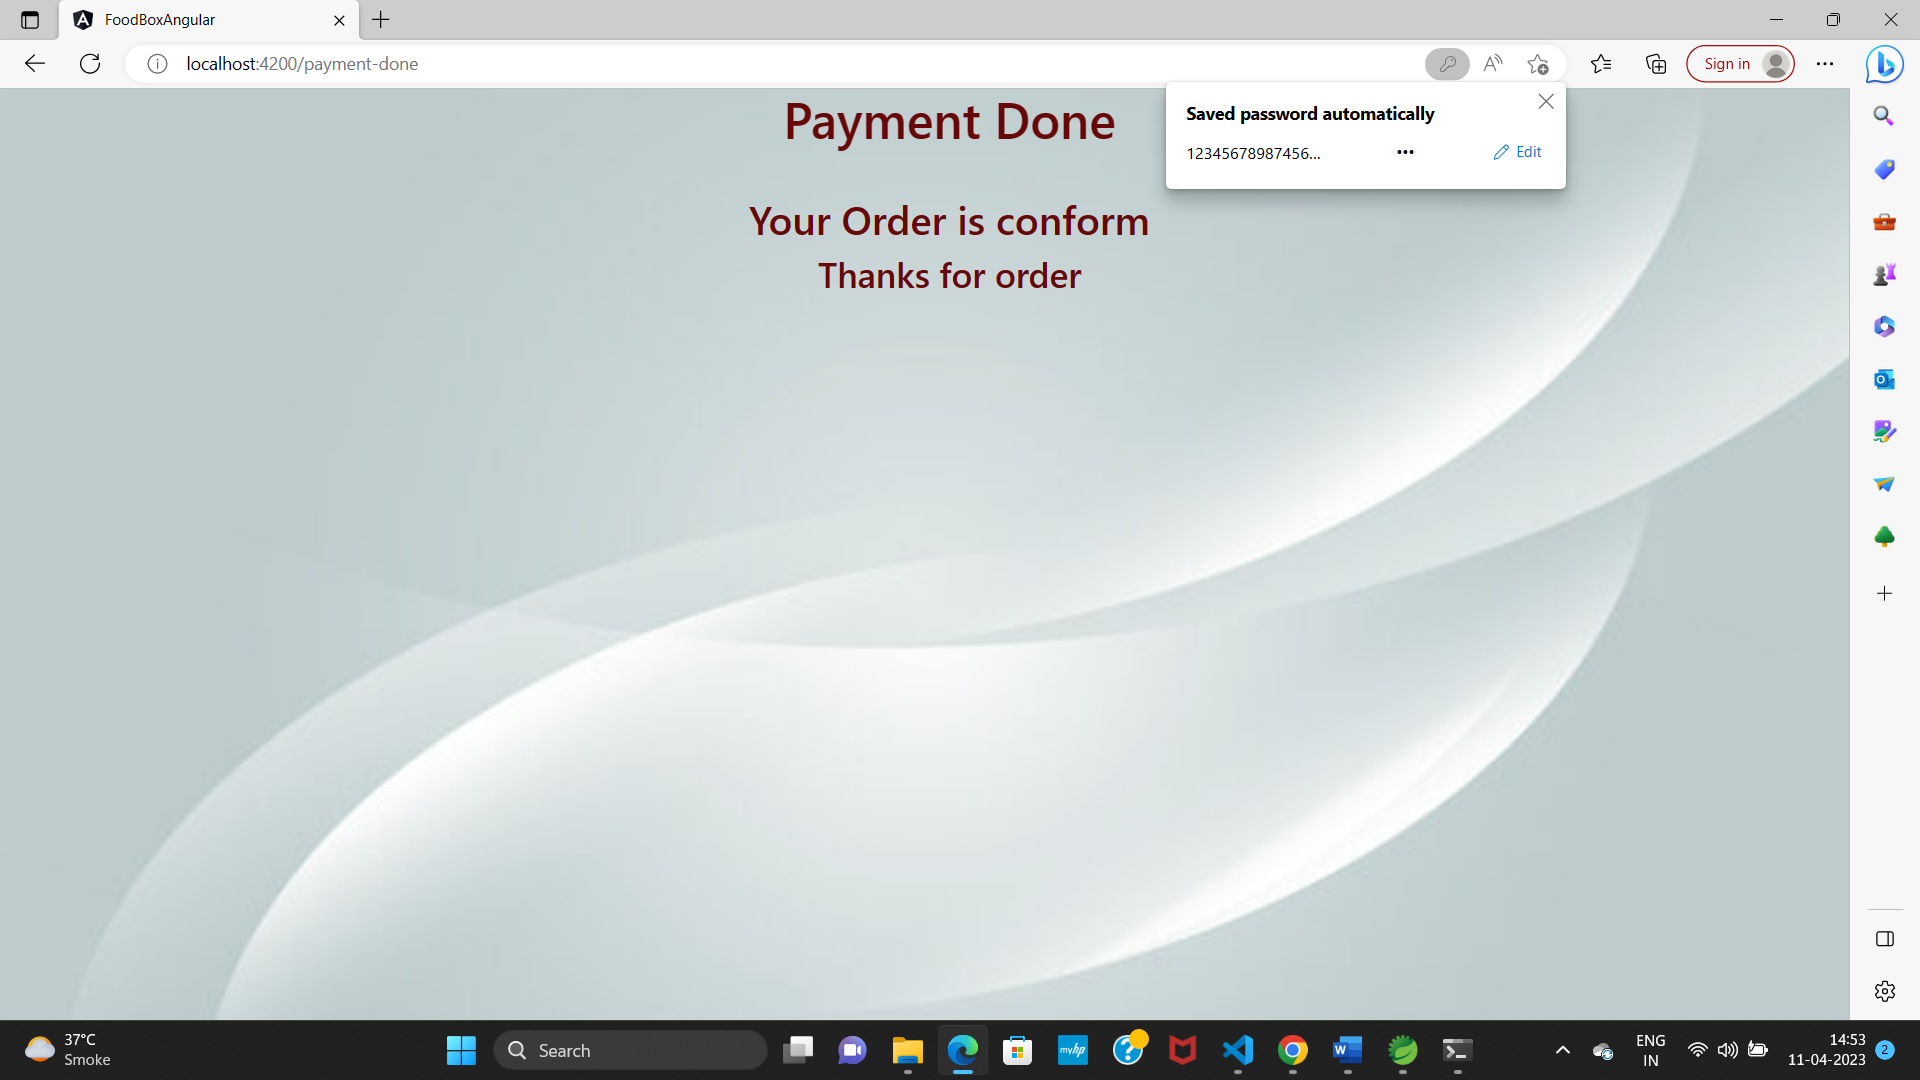 FoodBoxAngular
localhost:4200/payment-done
Sign in
Saved password automatically
12345678987456... ••• Edit
Payment Done
Your Order is conform
Thanks for order
37°C
Smoke
Search
myhp
ENG
IN
14:53
11-04-2023
2